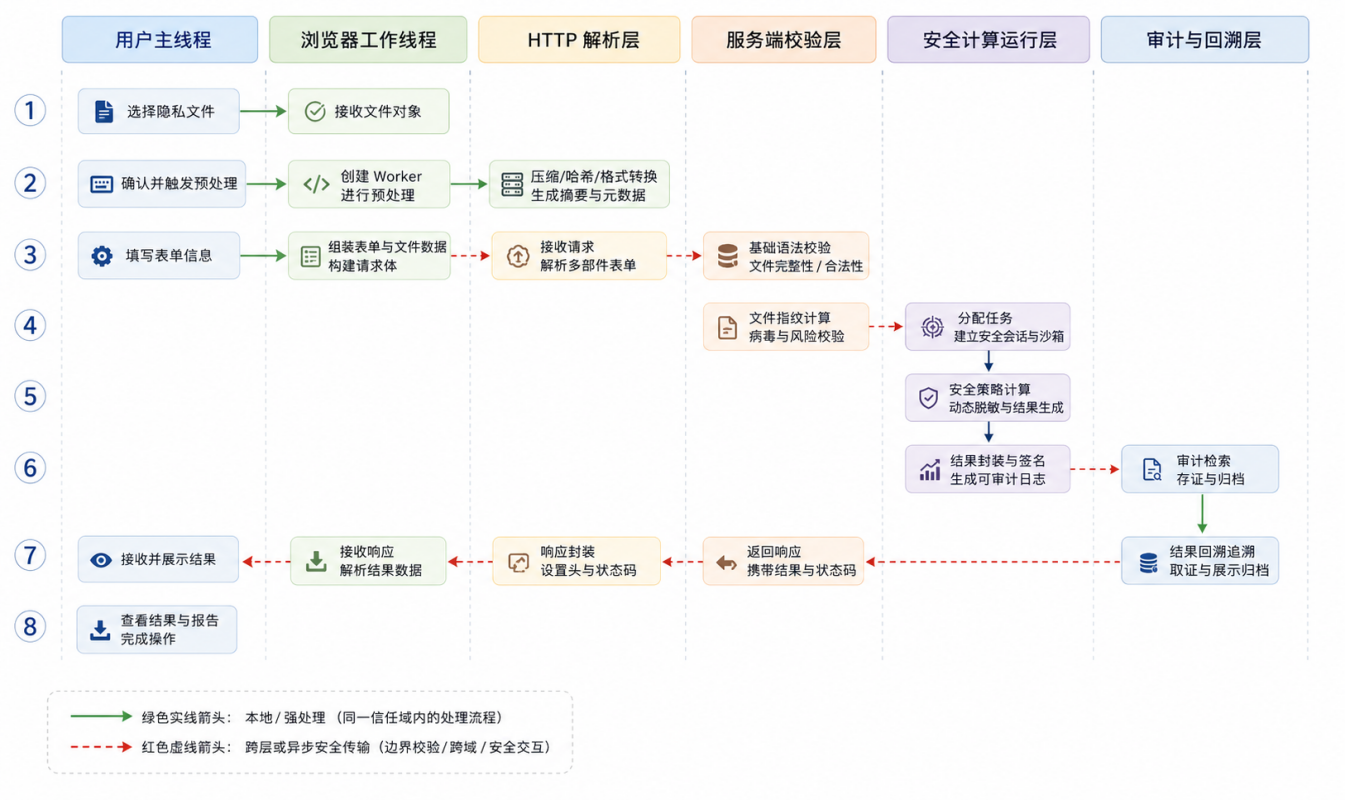 用户主线程
浏览器工作线程
HTTP 解析层
服务端校验层
安全计算运行层
审计与回溯层
①
选择隐私文件
接收文件对象
②
确认并触发预处理
创建 Worker
进行预处理
压缩/哈希/格式转换
生成摘要与元数据
③
填写表单信息
组装表单与文件数据
构建请求体
接收请求
解析多部件表单
基础语法校验
文件完整性 / 合法性
④
文件指纹计算
病毒与风险校验
分配任务
建立安全会话与沙箱
⑤
安全策略计算
动态脱敏与结果生成
⑥
结果封装与签名
生成可审计日志
审计检索
存证与归档
⑦
接收并展示结果
接收响应
解析结果数据
响应封装
设置头与状态码
返回响应
携带结果与状态码
结果回溯追溯
取证与展示归档
⑧
查看结果与报告
完成操作
绿色实线箭头： 本地 / 强处理 （同一信任域内的处理流程）
红色虚线箭头： 跨层或异步安全传输（边界校验 / 跨域 / 安全交互）